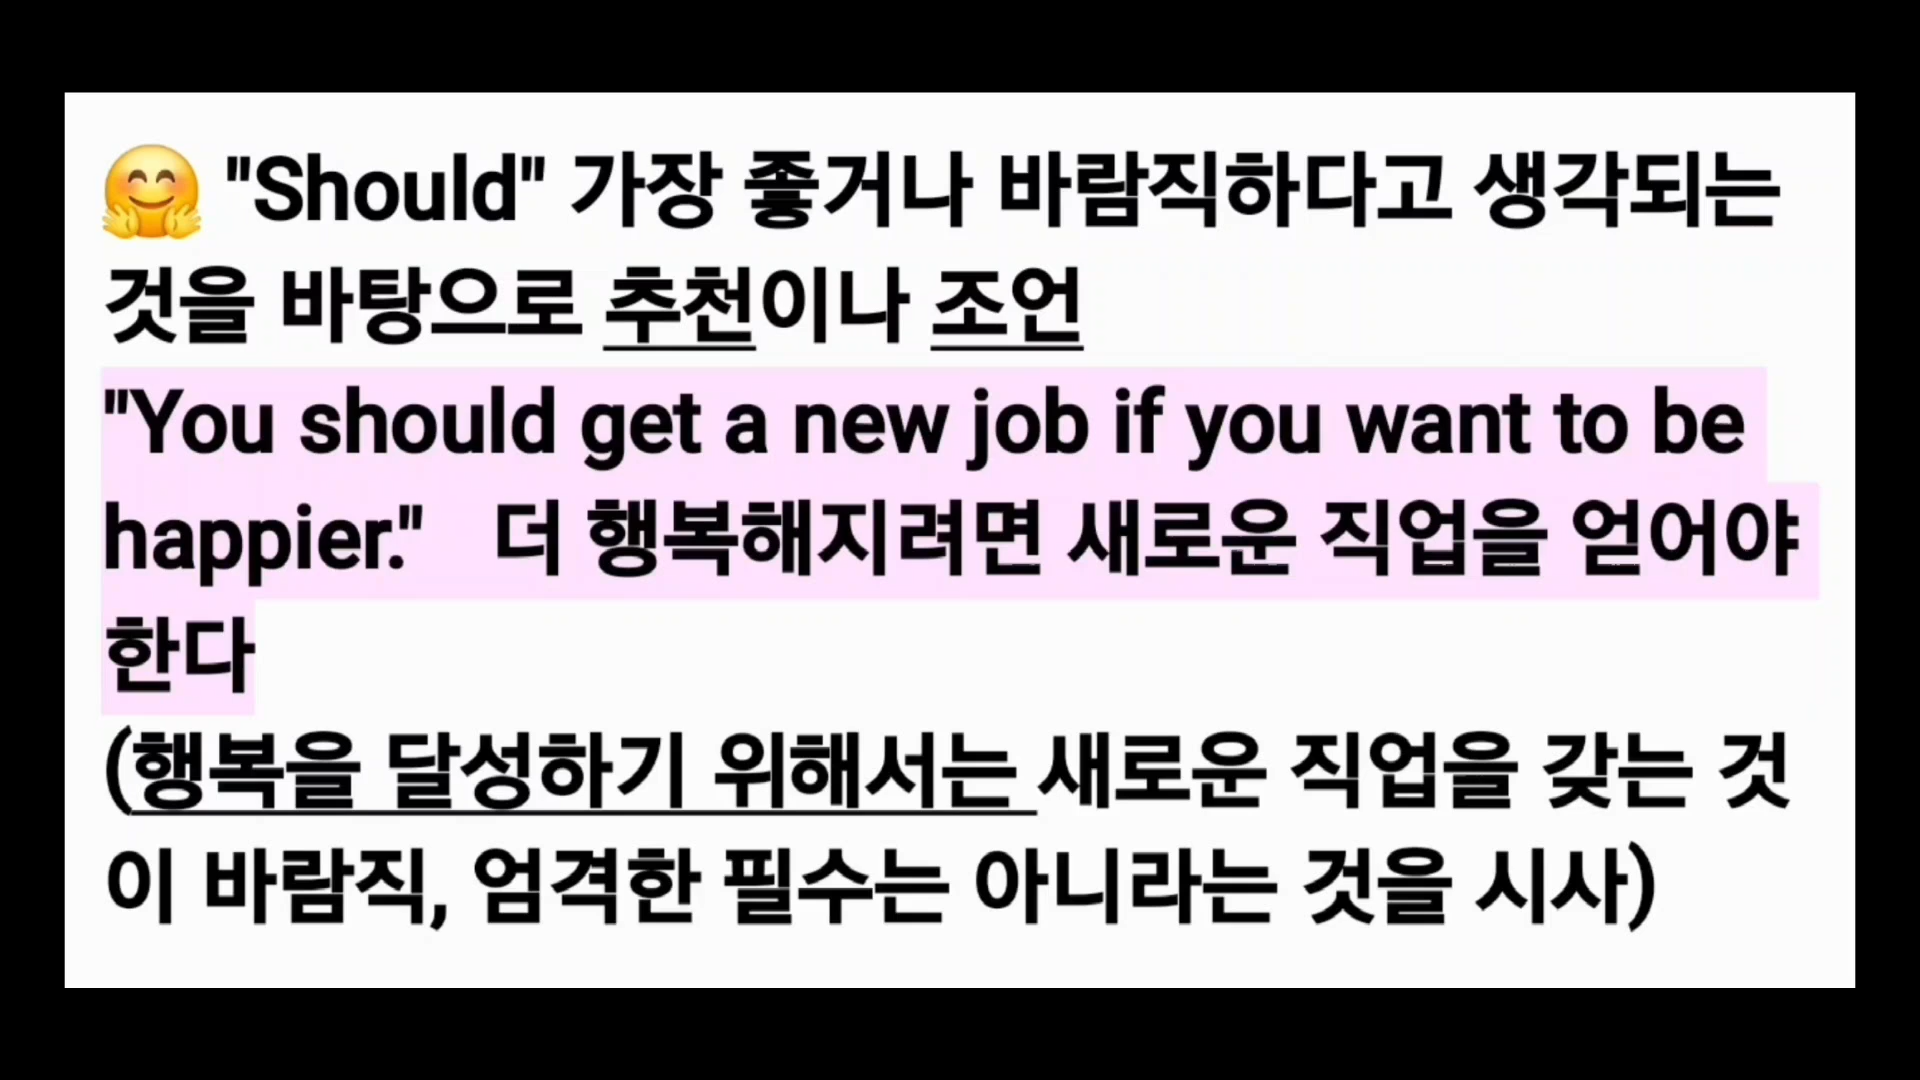 🤗 "Should" 가장 좋거나 바람직하다고 생각되는
것을 바탕으로 추천이나 조언
"You should get a new job if you want to be
happier."   더 행복해지려면 새로운 직업을 얻어야
한다
(행복을 달성하기 위해서는 새로운 직업을 갖는 것
이 바람직, 엄격한 필수는 아니라는 것을 시사)